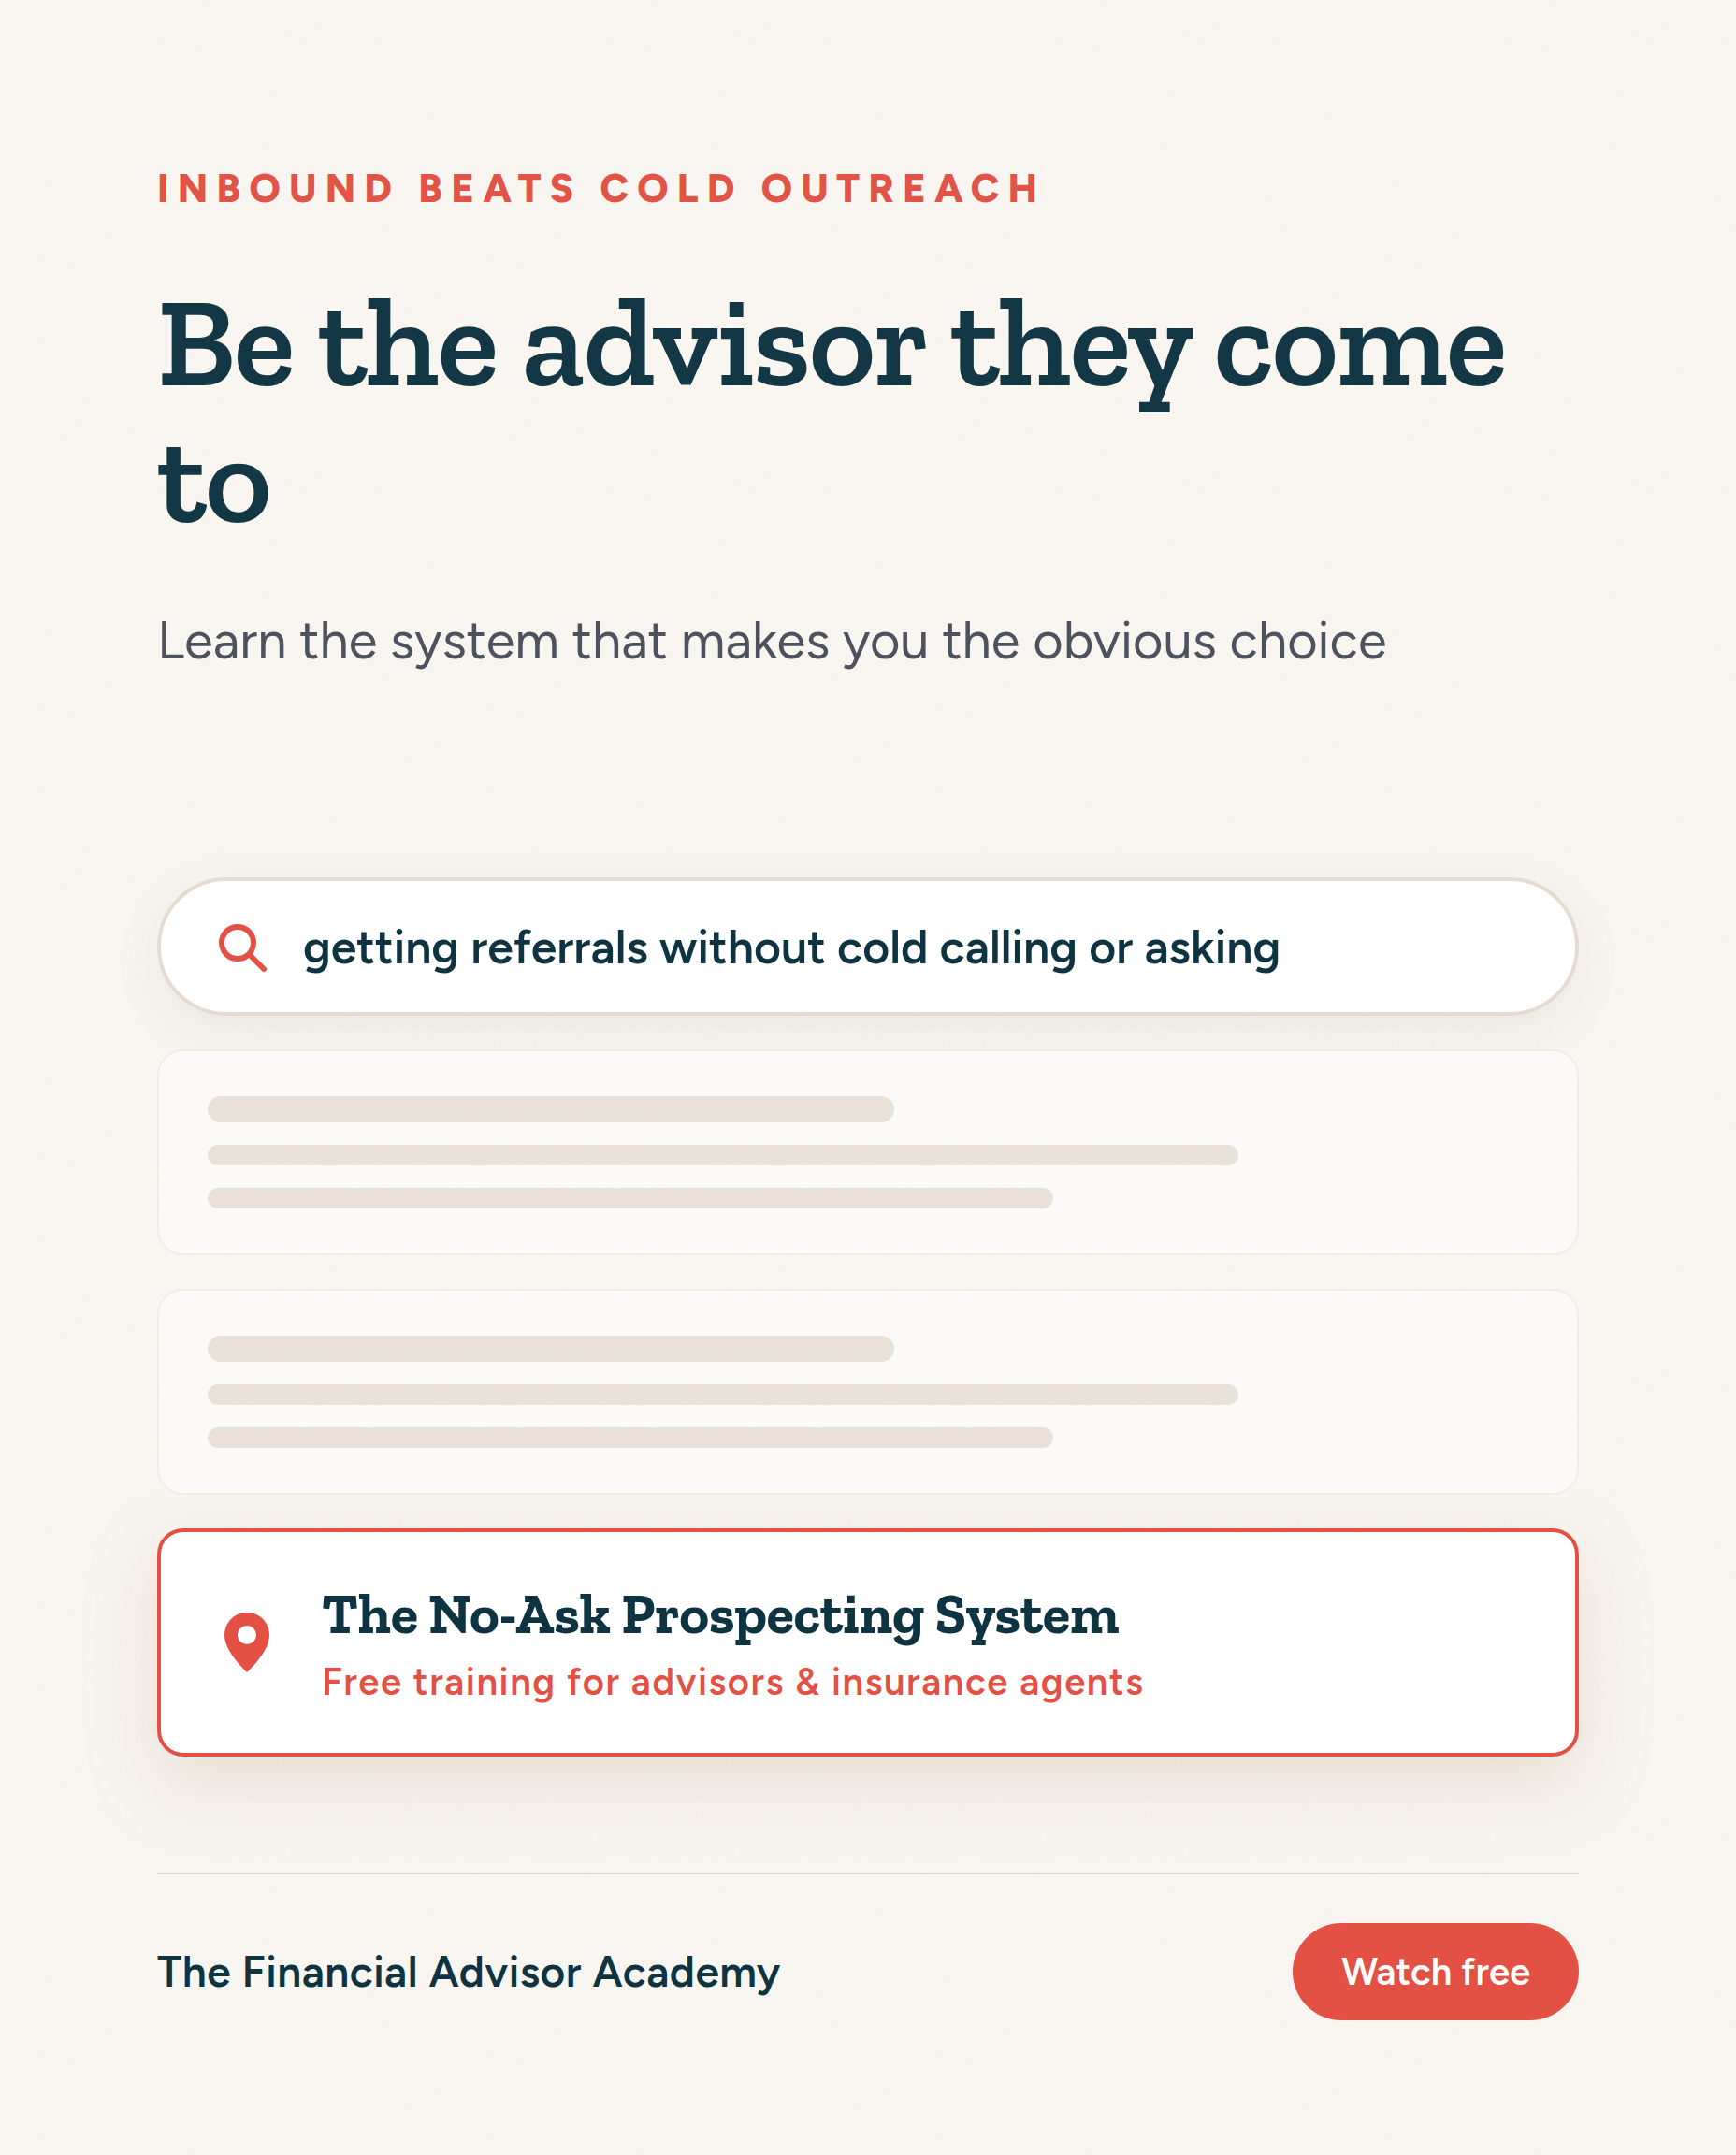 INBOUND BEATS COLD OUTREACH
Be the advisor they come
to
Learn the system that makes you the obvious choice
getting referrals without cold calling or asking
The No-Ask Prospecting System
Free training for advisors & insurance agents
The Financial Advisor Academy
Watch free